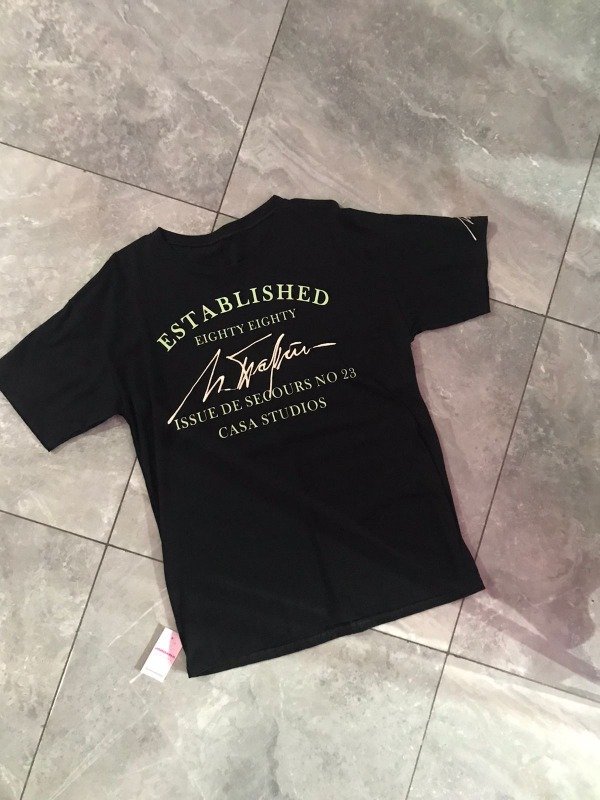 ESTABLISHED
EIGHTY EIGHTY
ISSUE DE SECOURS NO 23
CASA STUDIOS